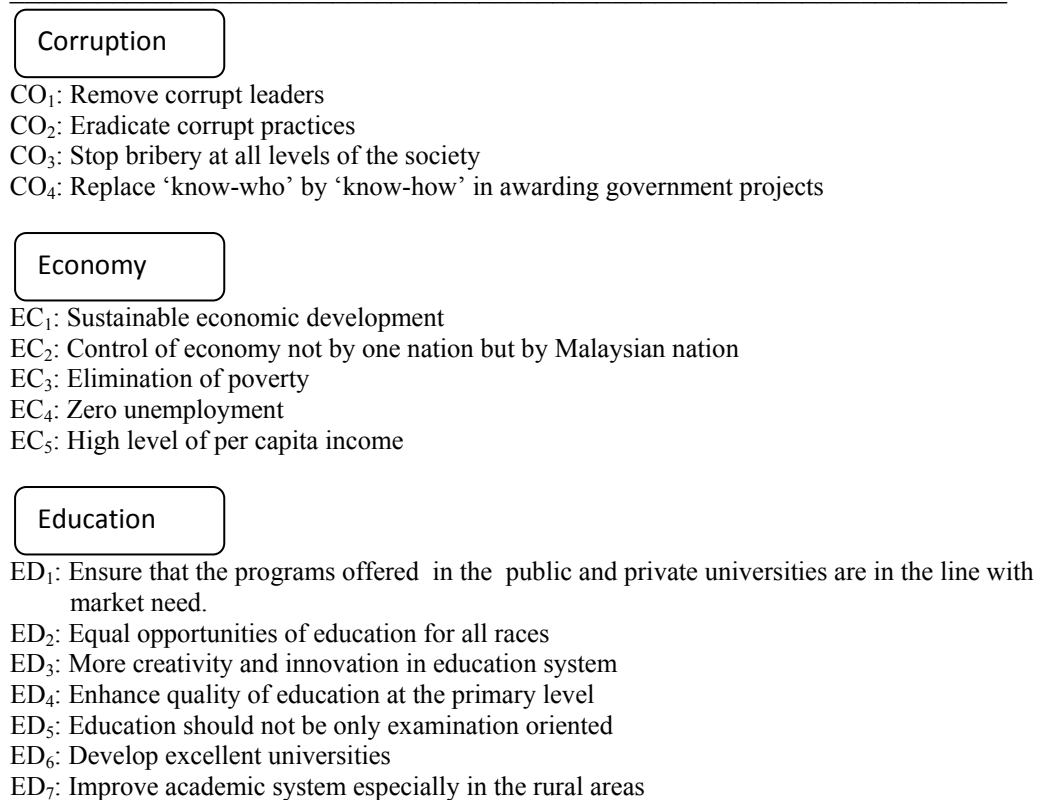 Corruption
CO₁: Remove corrupt leaders
CO₂: Eradicate corrupt practices
CO₃: Stop bribery at all levels of the society
CO₄: Replace ‘know-who’ by ‘know-how’ in awarding government projects
Economy
EC₁: Sustainable economic development
EC₂: Control of economy not by one nation but by Malaysian nation
EC₃: Elimination of poverty
EC₄: Zero unemployment
EC₅: High level of per capita income
Education
ED₁: Ensure that the programs offered in the public and private universities are in the line with
market need.
ED₂: Equal opportunities of education for all races
ED₃: More creativity and innovation in education system
ED₄: Enhance quality of education at the primary level
ED₅: Education should not be only examination oriented
ED₆: Develop excellent universities
ED₇: Improve academic system especially in the rural areas